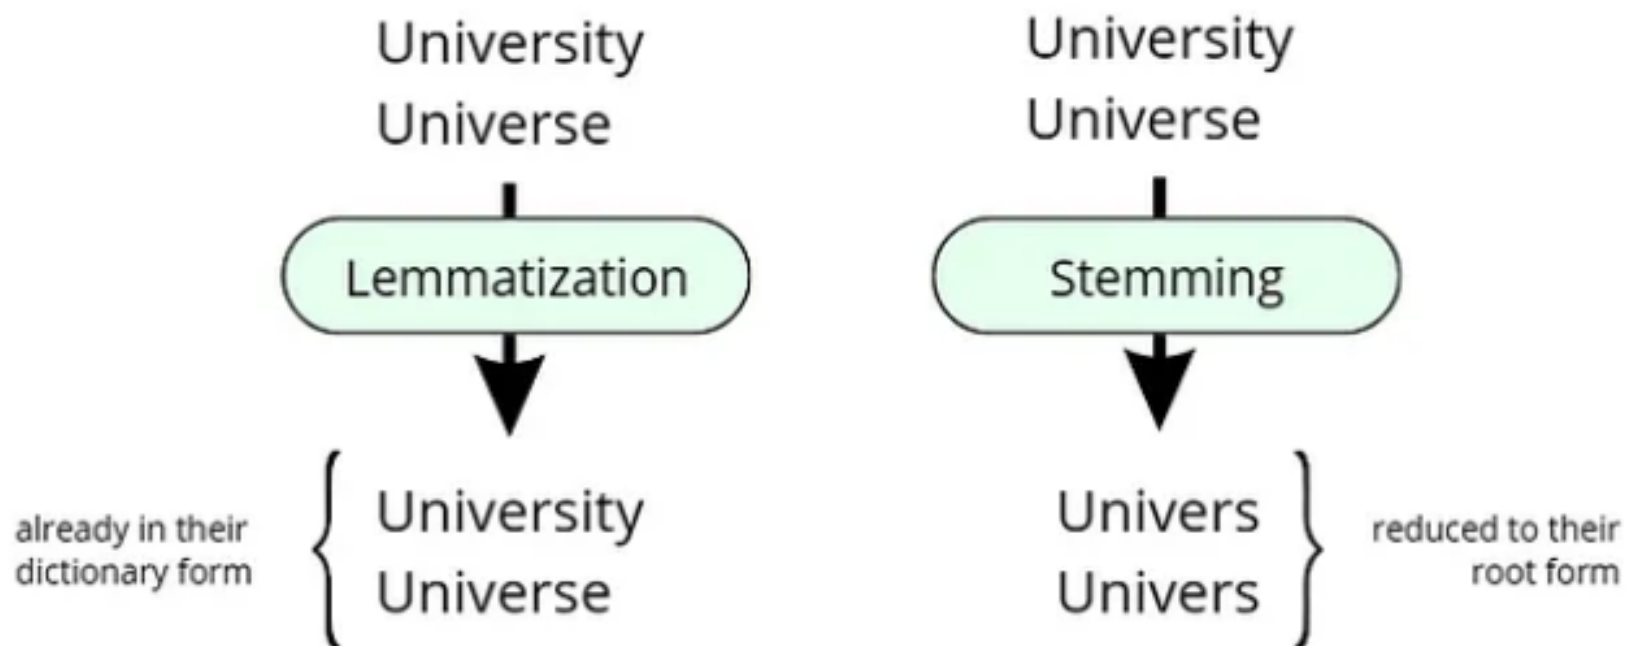 University
Universe
Lemmatization
already in their
dictionary form
University
Universe
University
Universe
Stemming
Univers
Univers
reduced to their
root form